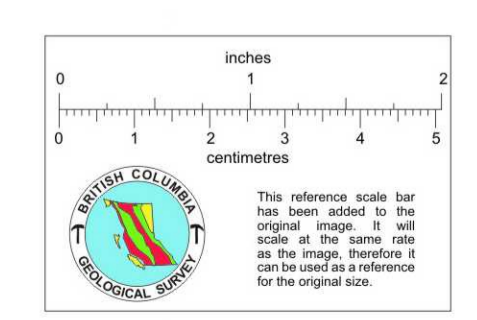 inches
0 1 2
0 1 2 3 4 5
centimetres
BRITISH COLUMBIA
GEOLOGICAL SURVEY
This reference scale bar
has been added to the
original image. It will
scale at the same rate
as the image, therefore it
can be used as a reference
for the original size.